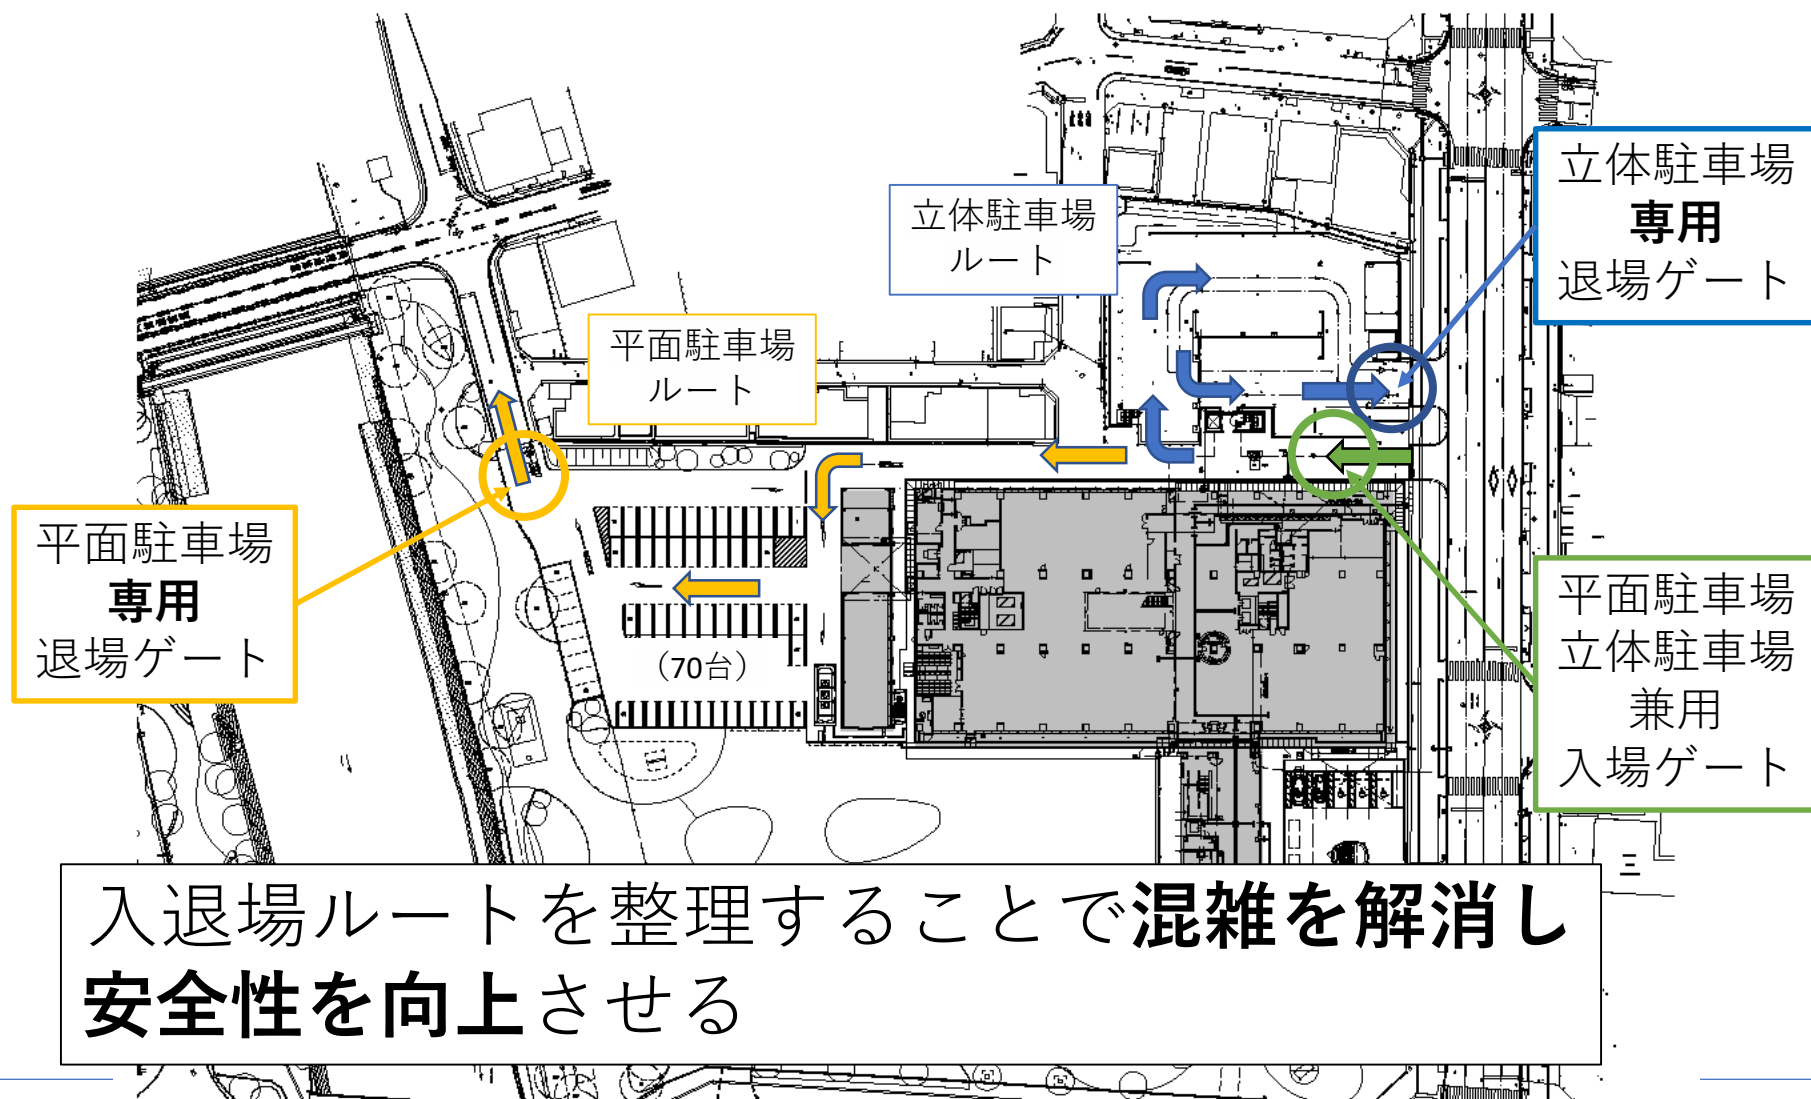 立体駐車場
専用
退場ゲート
立体駐車場
ルート
平面駐車場
ルート
平面駐車場
専用
退場ゲート
（70台）
平面駐車場
立体駐車場
兼用
入場ゲート
三
入退場ルートを整理することで混雑を解消し
安全性を向上させる